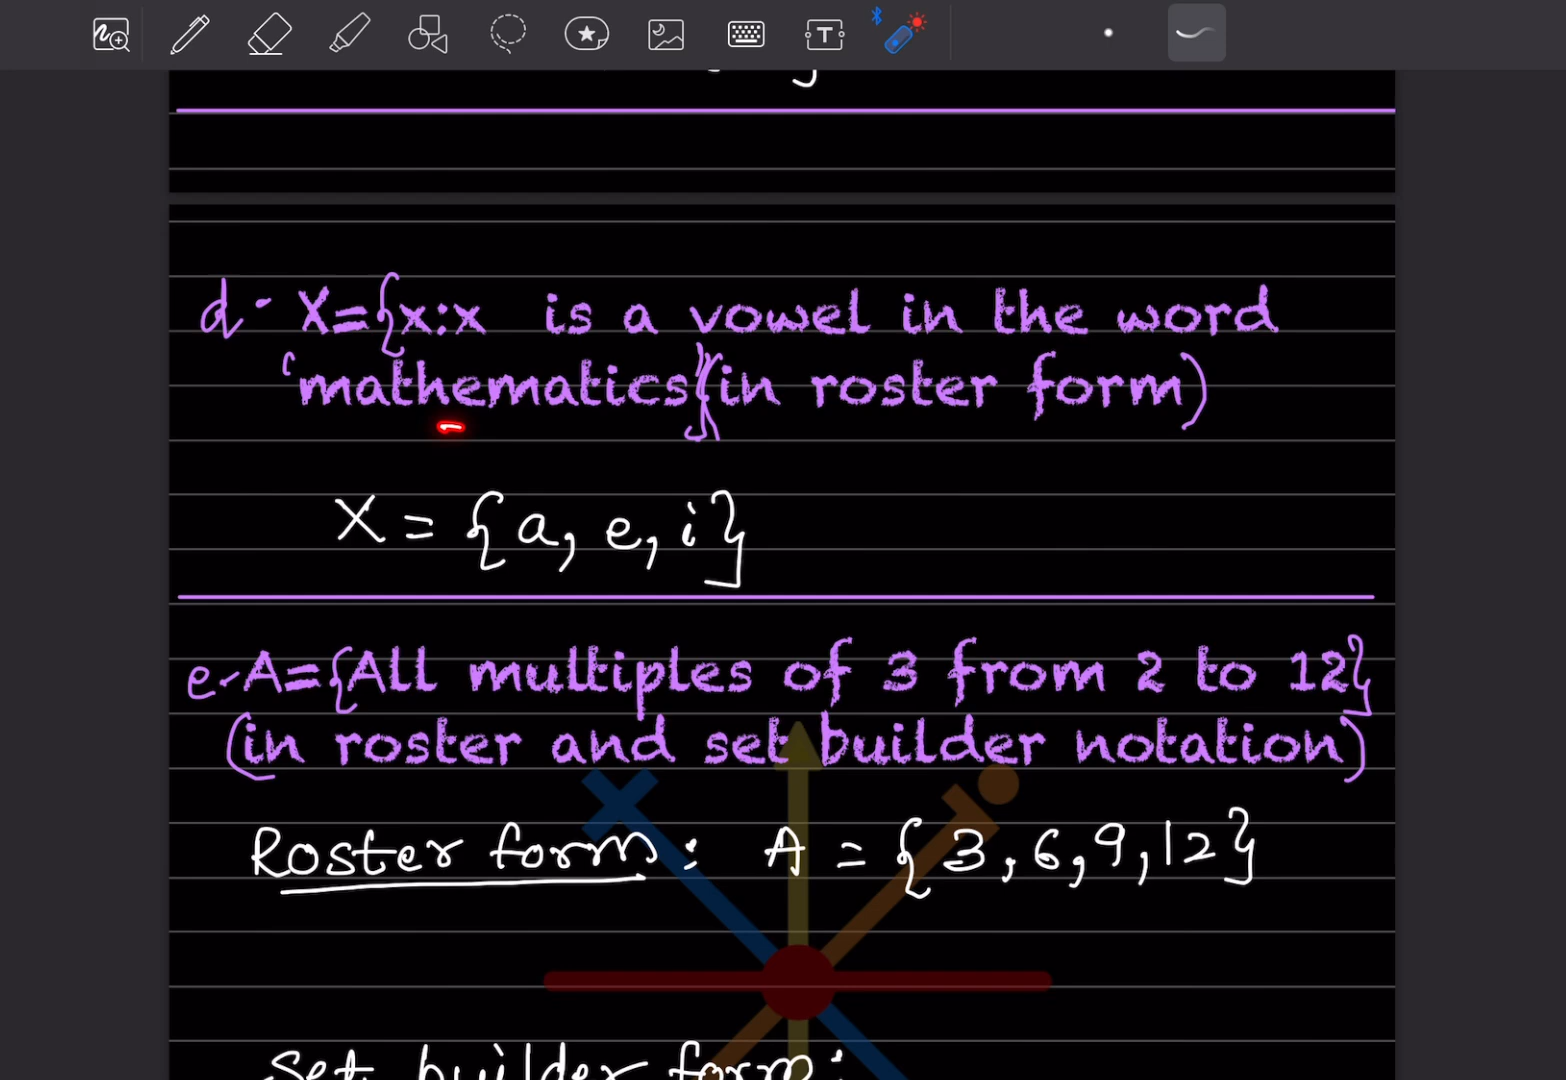 d. X={x:x is a vowel in the word
'mathematics}(in roster form)
X = {a, e, i}
e-A={All multiples of 3 from 2 to 12}
(in roster and set builder notation)
Roster form: A = {3,6,9,12}
Set builder form: